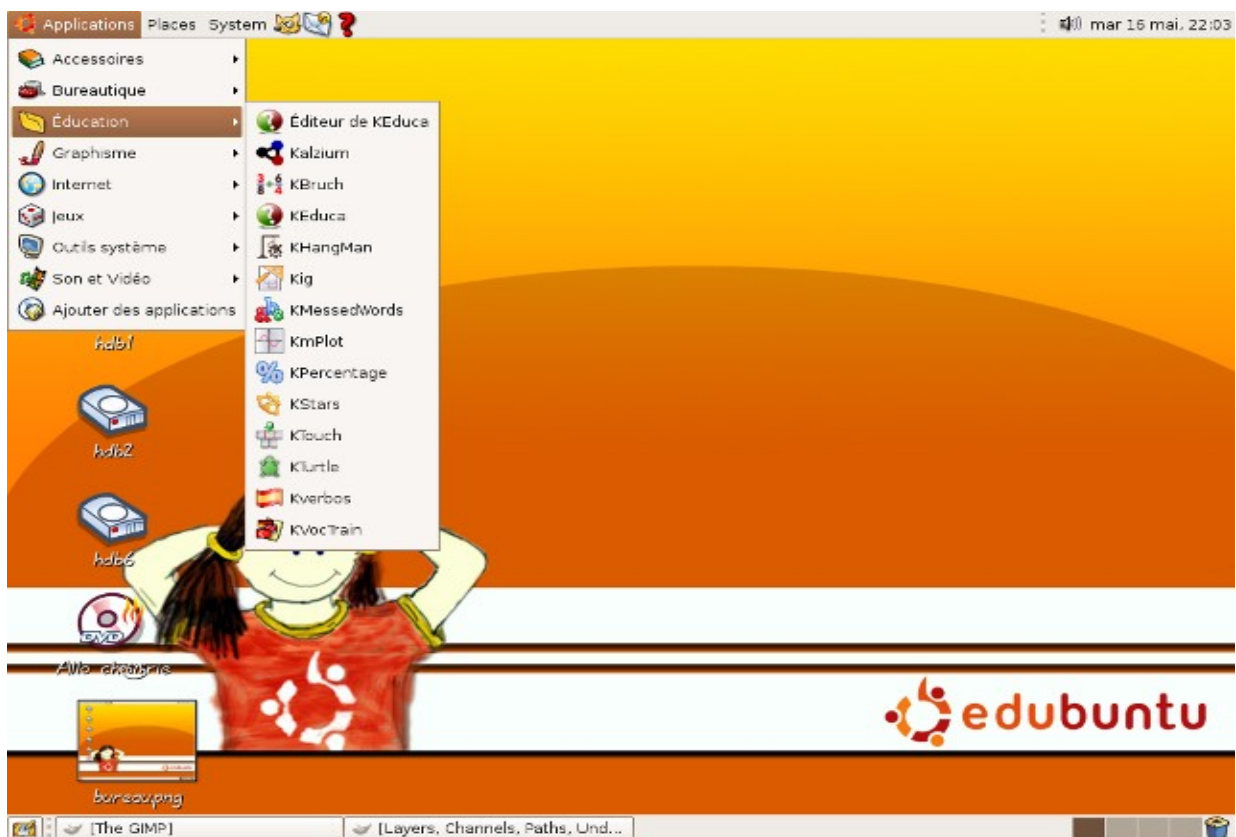 Applications Places System
mar 16 mai, 22:03
Accessoires
Bureautique
Éducation
Graphisme
Internet
Jeux
Outils système
Son et Vidéo
Ajouter des applications
Éditeur de KEduca
Kalzium
KBruch
KEduca
KHangMan
Kig
KMessedWords
KmPlot
KPercentage
KStars
KTouch
KTurtle
Kverbos
KVocTrain
hdb1
hdb2
hdb6
bureau.png
edubuntu
[The GIMP]
[Layers, Channels, Paths, Und...]